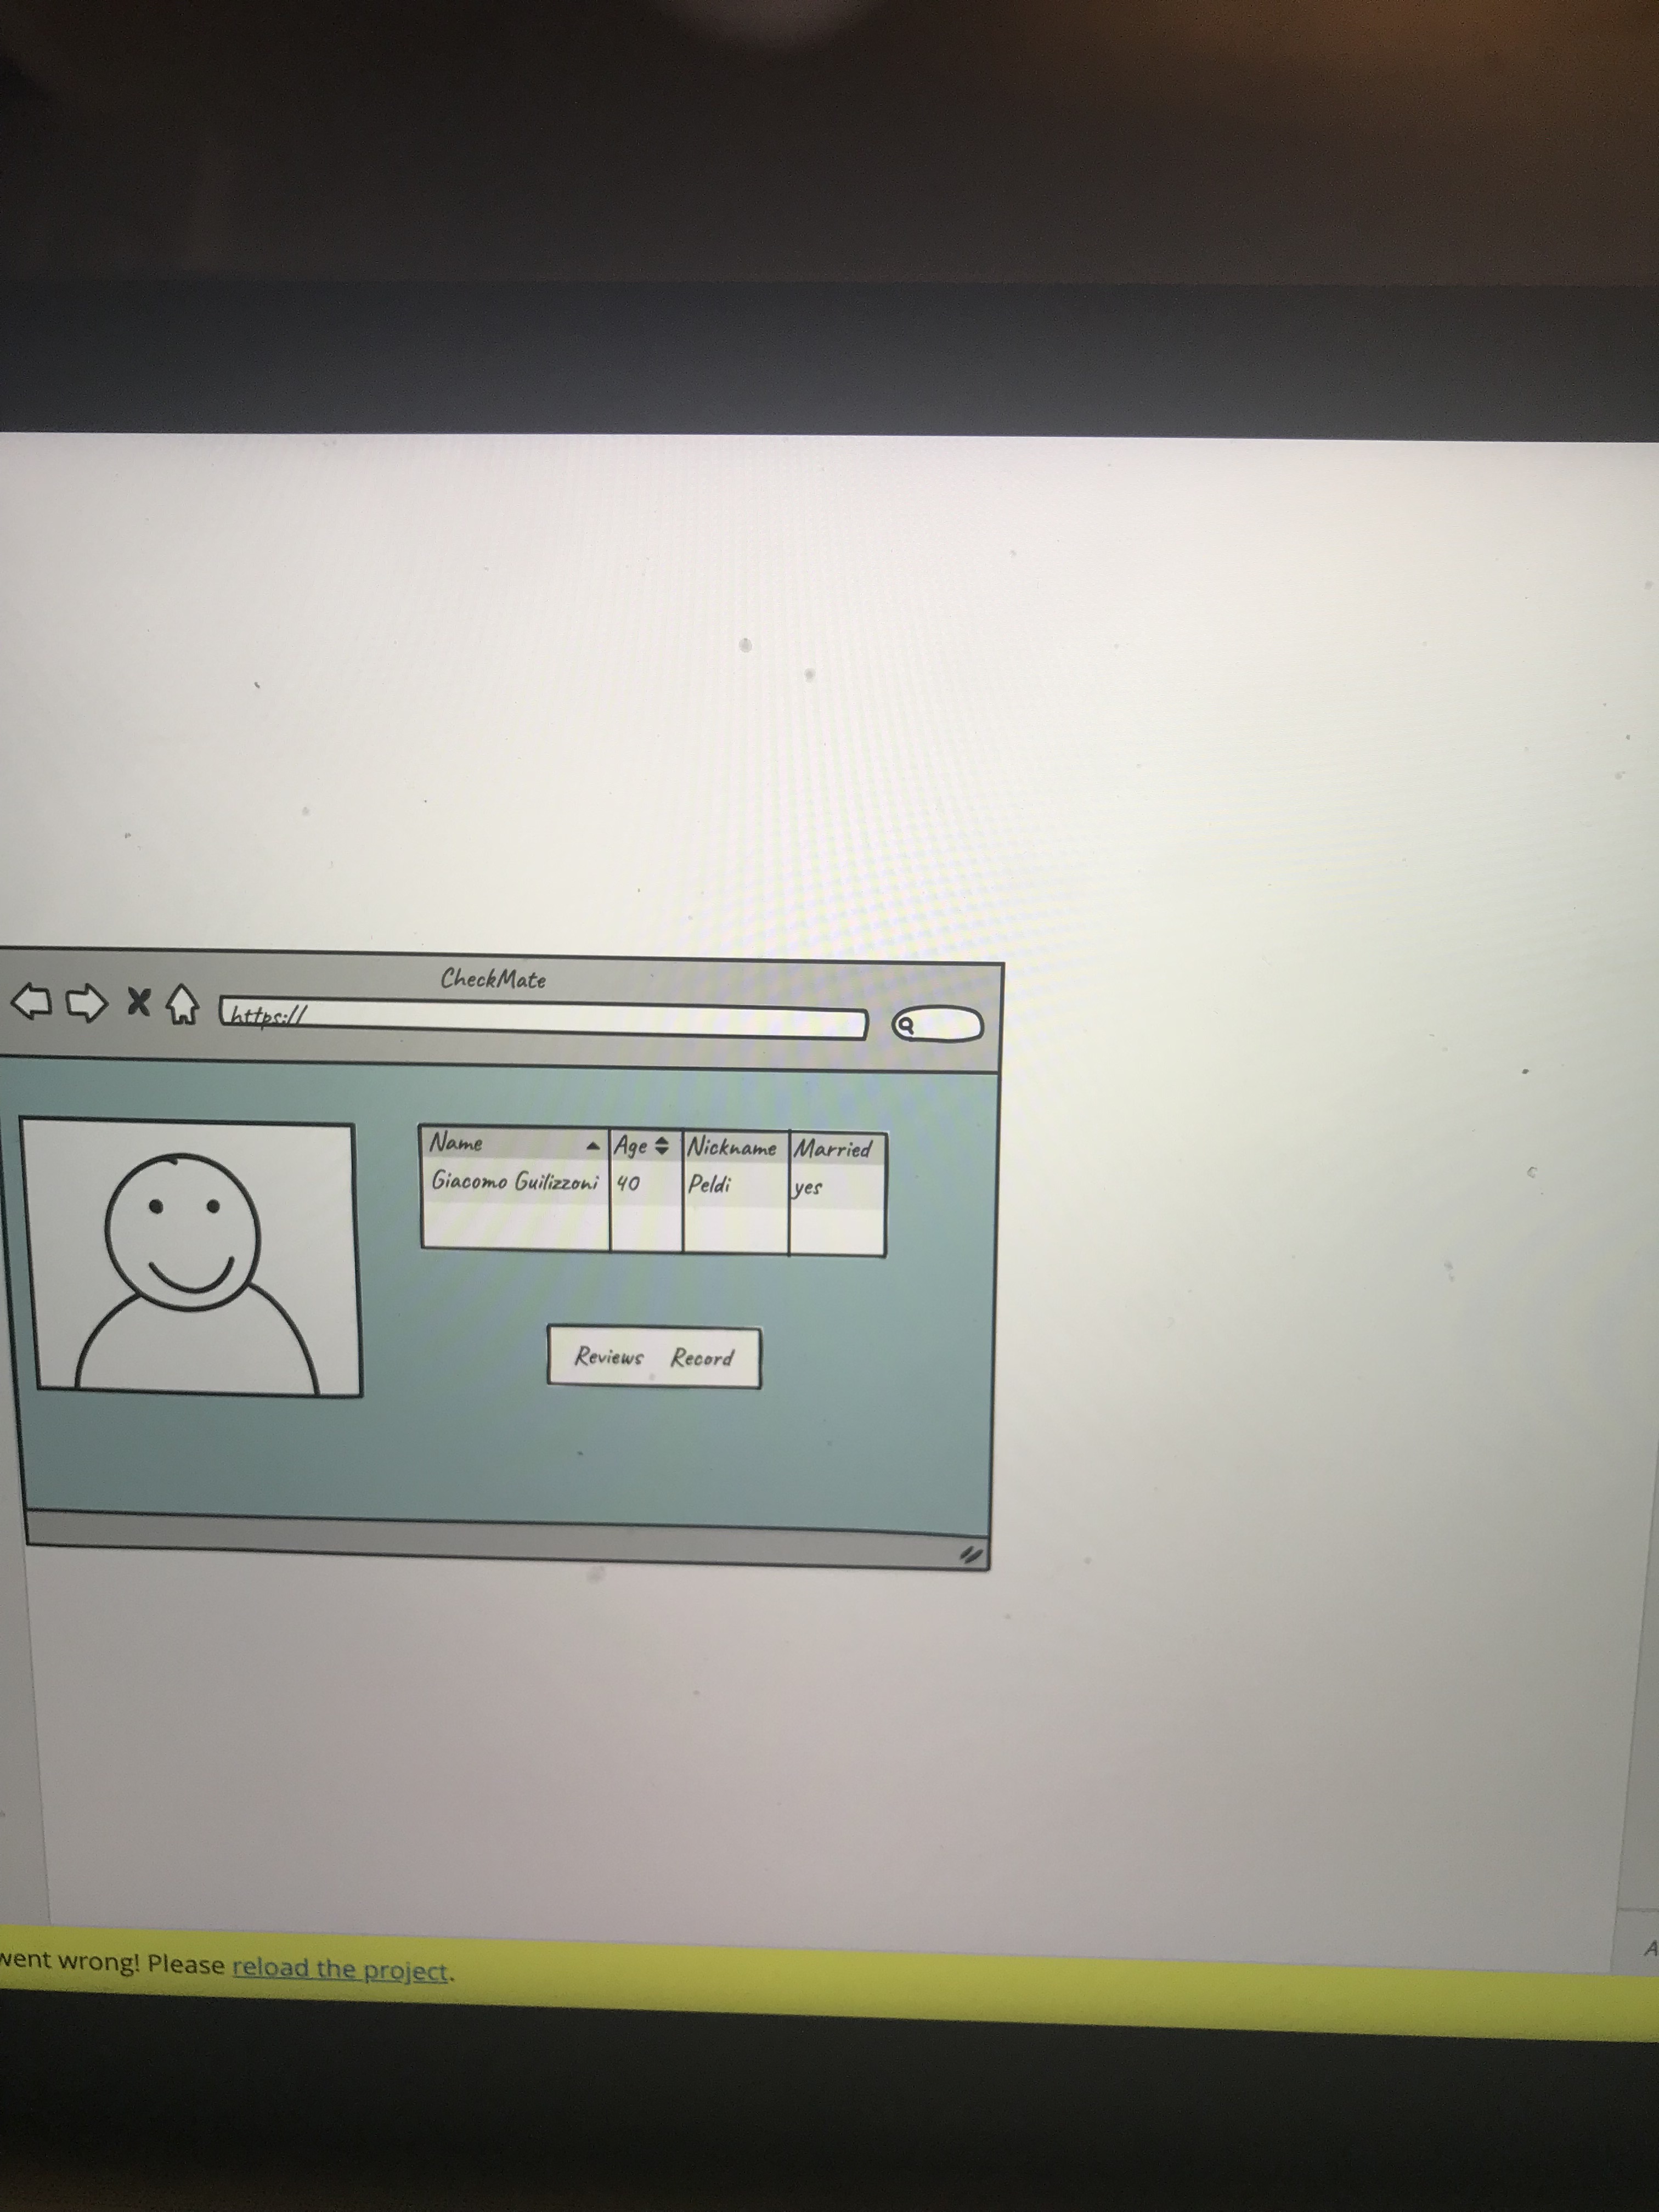 CheckMate
https://
Name Age Nickname Married
Giacomo Guilizzoni 40 Peldi yes
Reviews Record
went wrong! Please reload the project.
A